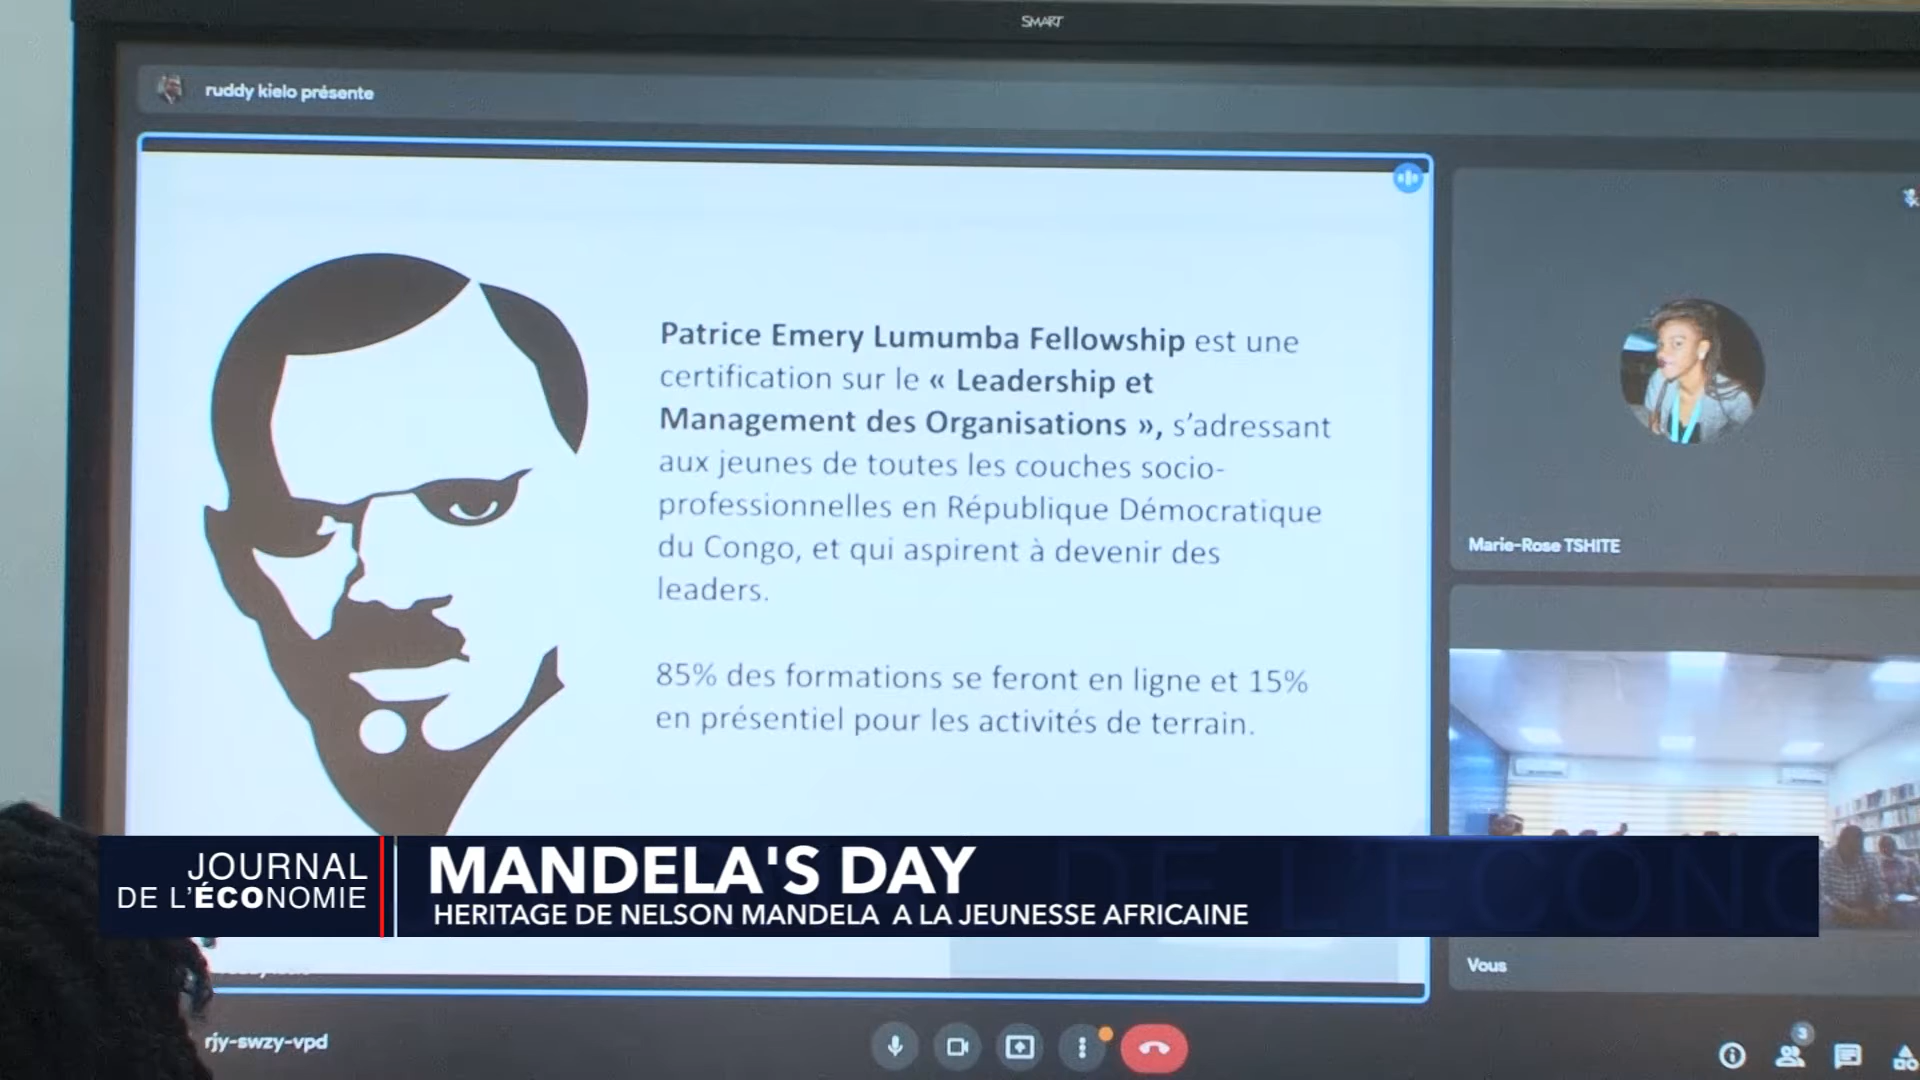 SMART
ruddy kielo présente
Patrice Emery Lumumba Fellowship est une
certification sur le « Leadership et
Management des Organisations », s'adressant
aux jeunes de toutes les couches socio-
professionnelles en République Démocratique
du Congo, et qui aspirent à devenir des
leaders.
85% des formations se feront en ligne et 15%
en présentiel pour les activités de terrain.
Marie-Rose TSHITE
JOURNAL
DE L'ÉCONOMIE
MANDELA'S DAY
HERITAGE DE NELSON MANDELA A LA JEUNESSE AFRICAINE
DE L'ÉCONO
Vous
rjy-swzy-vpd
3